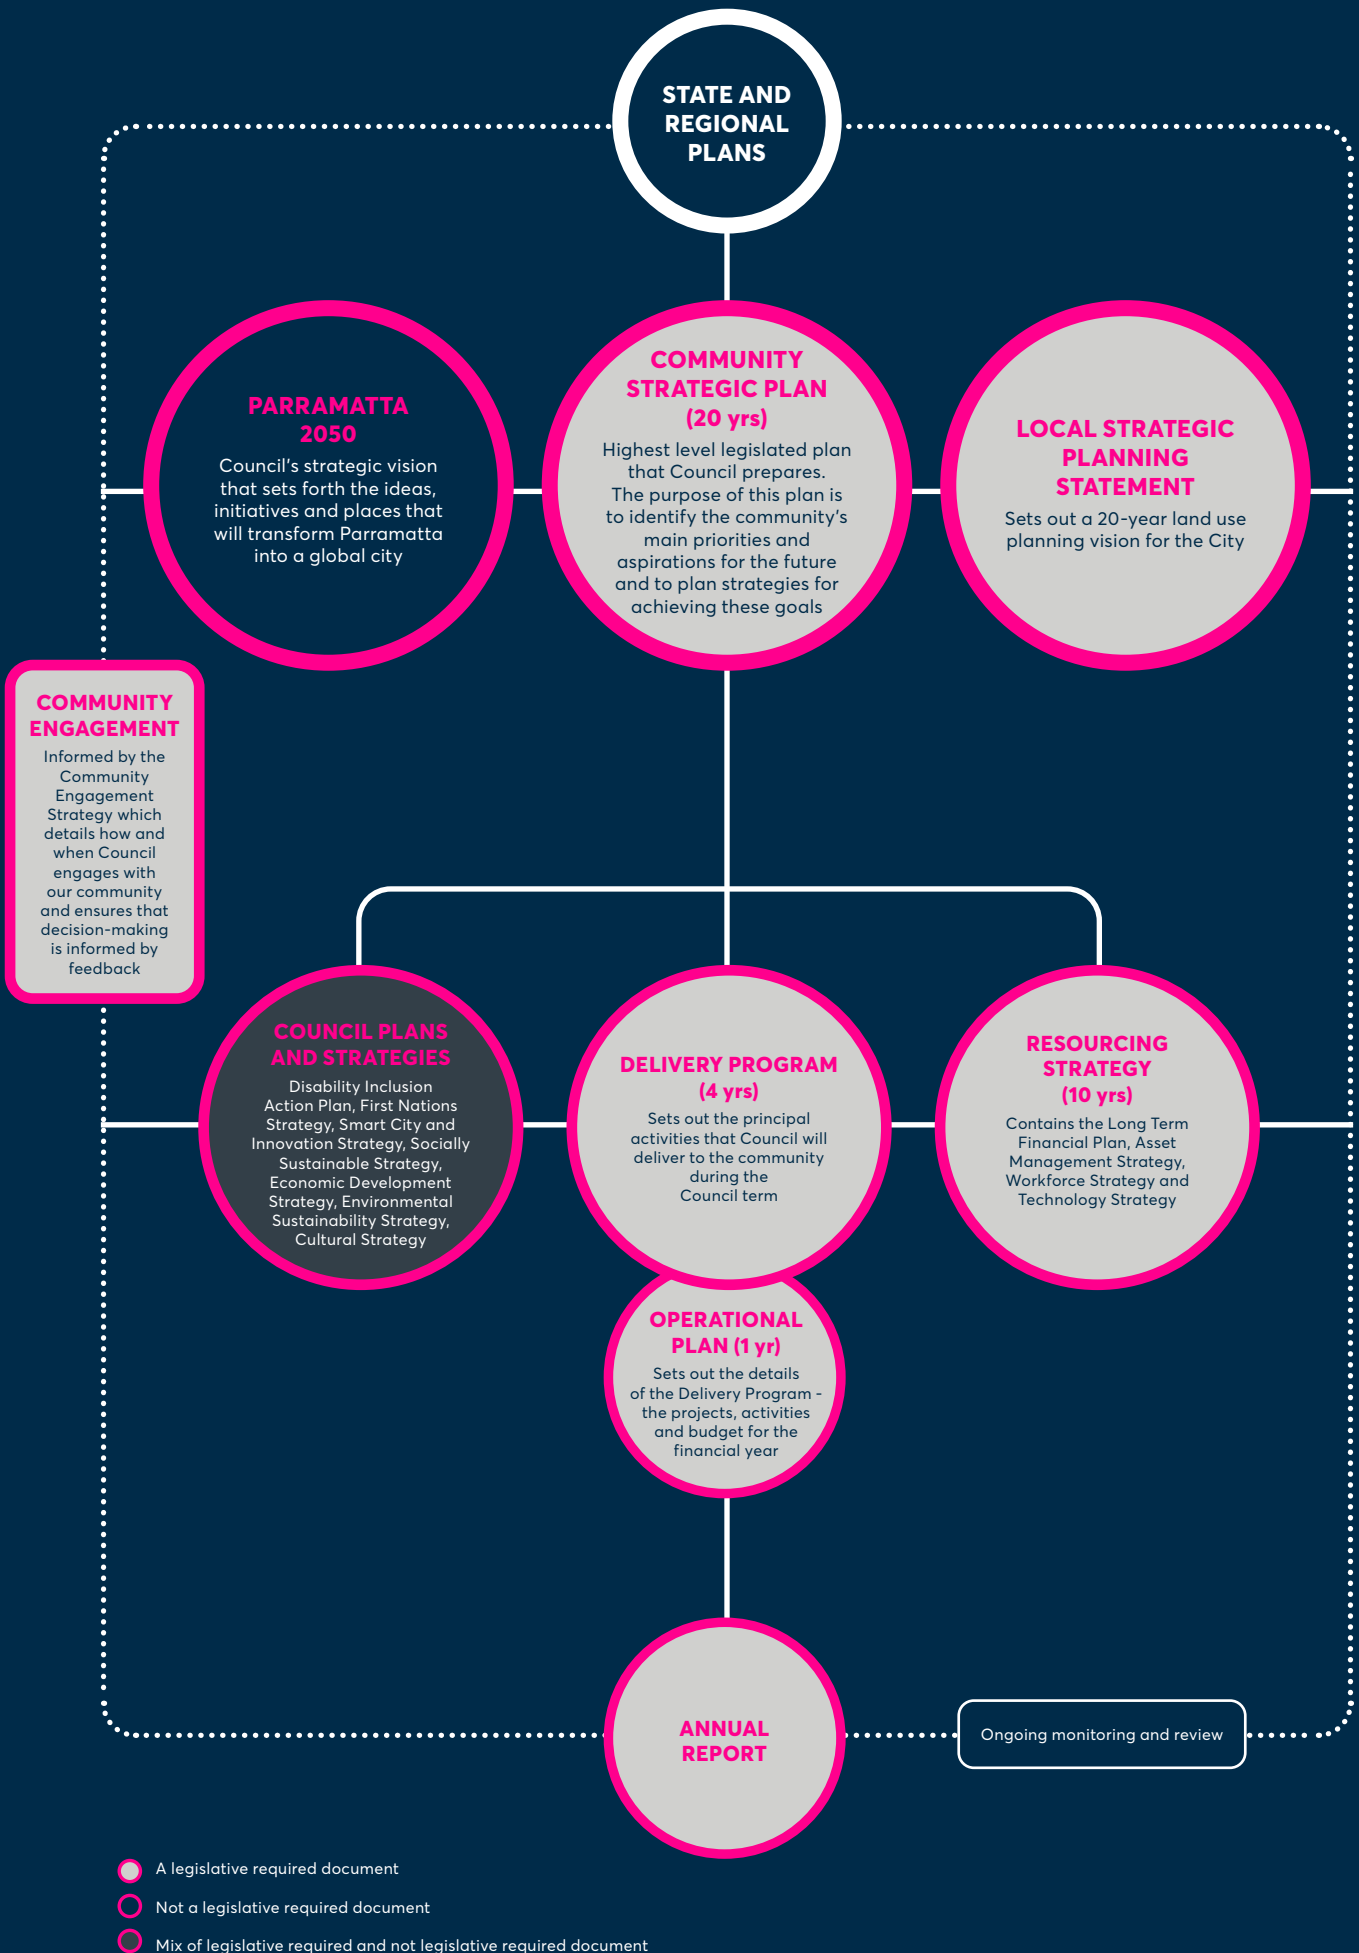 STATE AND
REGIONAL
PLANS
PARRAMATTA
2050
Council's strategic vision
that sets forth the ideas,
initiatives and places that
will transform Parramatta
into a global city
COMMUNITY
STRATEGIC PLAN
(20 yrs)
Highest level legislated plan
that Council prepares.
The purpose of this plan is
to identify the community's
main priorities and
aspirations for the future
and to plan strategies for
achieving these goals
LOCAL STRATEGIC
PLANNING
STATEMENT
Sets out a 20-year land use
planning vision for the City
COMMUNITY
ENGAGEMENT
Informed by the
Community
Engagement
Strategy which
details how and
when Council
engages with
our community
and ensures that
decision-making
is informed by
feedback
COUNCIL PLANS
AND STRATEGIES
Disability Inclusion
Action Plan, First Nations
Strategy, Smart City and
Innovation Strategy, Socially
Sustainable Strategy,
Economic Development
Strategy, Environmental
Sustainability Strategy,
Cultural Strategy
DELIVERY PROGRAM
(4 yrs)
Sets out the principal
activities that Council will
deliver to the community
during the
Council term
RESOURCING
STRATEGY
(10 yrs)
Contains the Long Term
Financial Plan, Asset
Management Strategy,
Workforce Strategy and
Technology Strategy
OPERATIONAL
PLAN (1 yr)
Sets out the details
of the Delivery Program -
the projects, activities
and budget for the
financial year
ANNUAL
REPORT
Ongoing monitoring and review
A legislative required document
Not a legislative required document
Mix of legislative required and not legislative required document